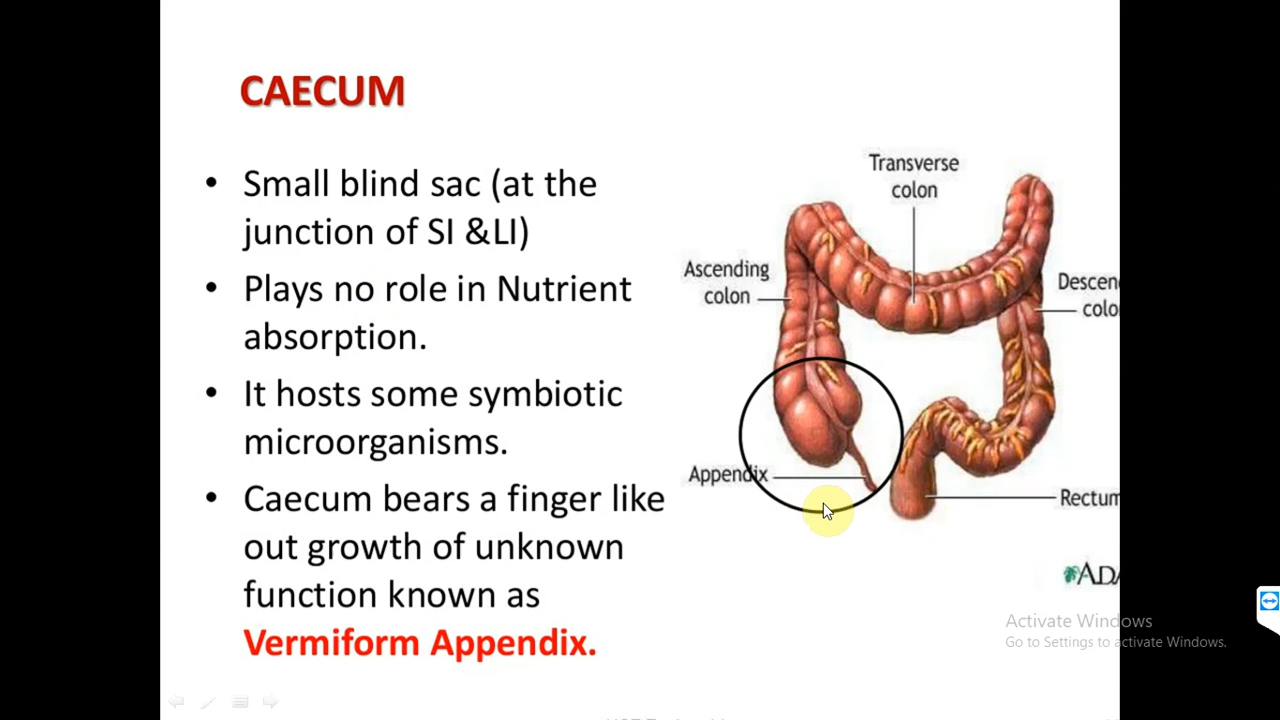 CAECUM
• Small blind sac (at the
junction of SI &LI)
• Plays no role in Nutrient
absorption.
• It hosts some symbiotic
microorganisms.
• Caecum bears a finger like
out growth of unknown
function known as
Vermiform Appendix.
Transverse
colon
Ascending
colon
Descen
colo
Appendix
Rectum
ADA
Activate Windows
Go to Settings to activate Windows.